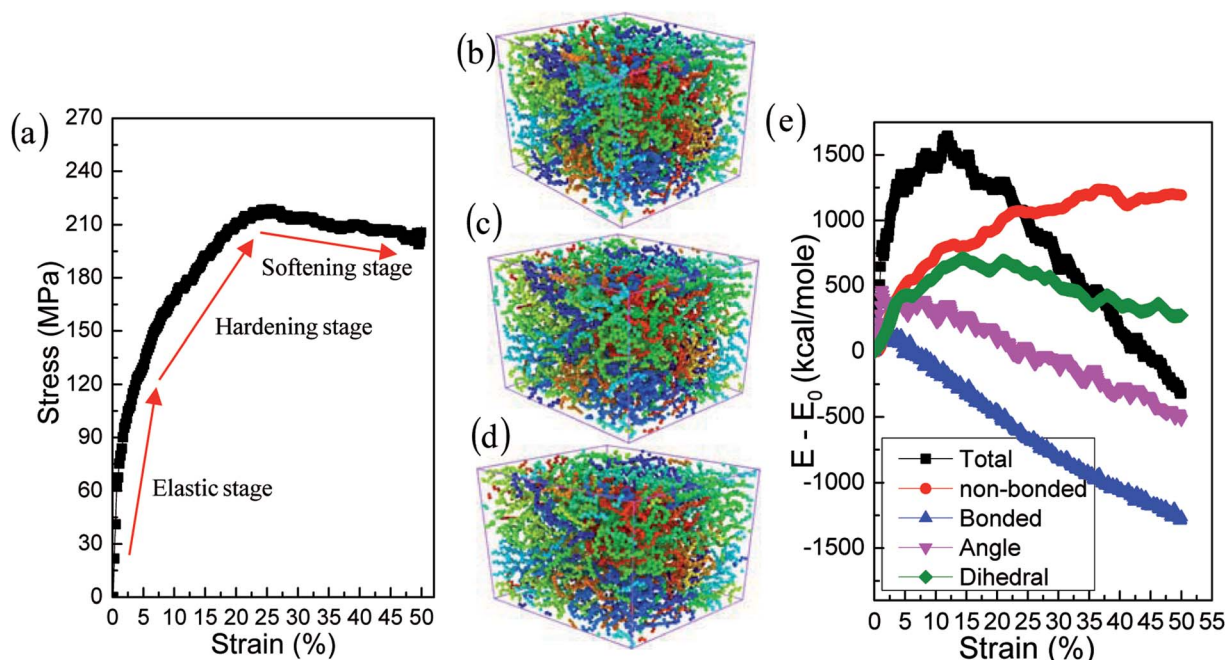 (a)
Stress (MPa)
270
240
210
180
150
120
90
60
30
0
Softening stage
Hardening stage
Elastic stage
0 5 10 15 20 25 30 35 40 45 50
Strain (%)
(b)
(c)
(d)
(e)
E - E0 (kcal/mole)
1500
1000
500
0
-500
-1000
-1500
Total
non-bonded
Bonded
Angle
Dihedral
0 5 10 15 20 25 30 35 40 45 50 55
Strain (%)